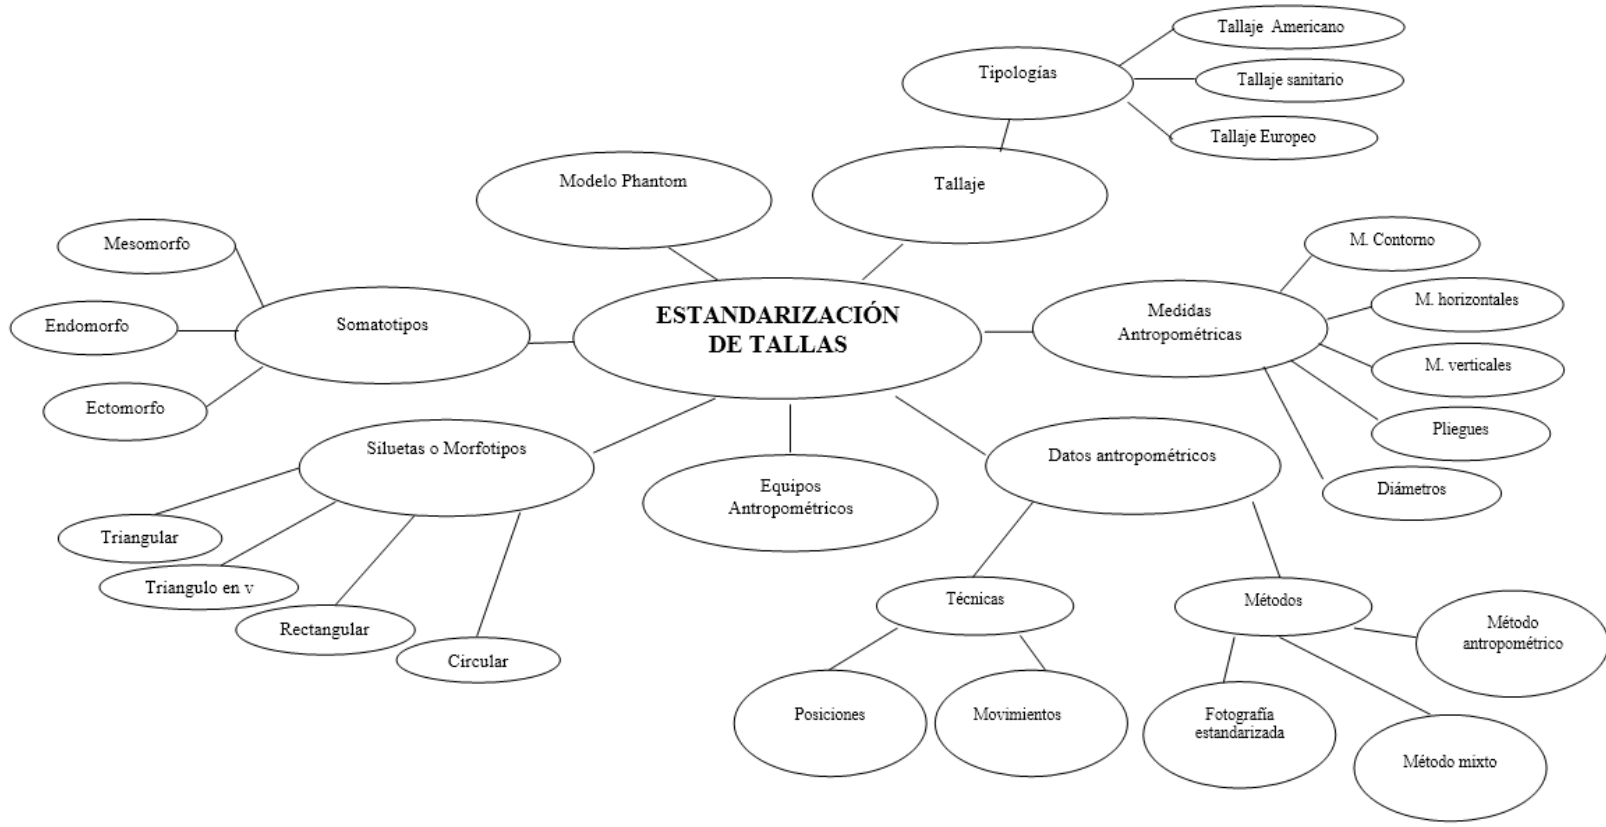 Tallaje Americano
Tipologías
Tallaje sanitario
Tallaje Europeo
Modelo Phantom
Tallaje
Mesomorfo
M. Contorno
Endomorfo
Somatotipos
ESTANDARIZACIÓN
DE TALLAS
Medidas
Antropométricas
M. horizontales
M. verticales
Ectomorfo
Pliegues
Siluetas o Morfotipos
Equipos
Antropométricos
Datos antropométricos
Diámetros
Triangular
Triangulo en v
Rectangular
Circular
Técnicas
Métodos
Método
antropométrico
Posiciones
Movimientos
Fotografía
estandarizada
Método mixto